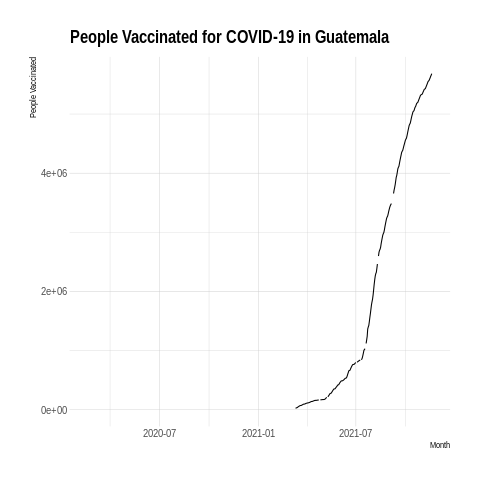 People Vaccinated for COVID-19 in Guatemala
People Vaccinated
4e+06
2e+06
0e+00
2020-07 2021-01 2021-07
Month